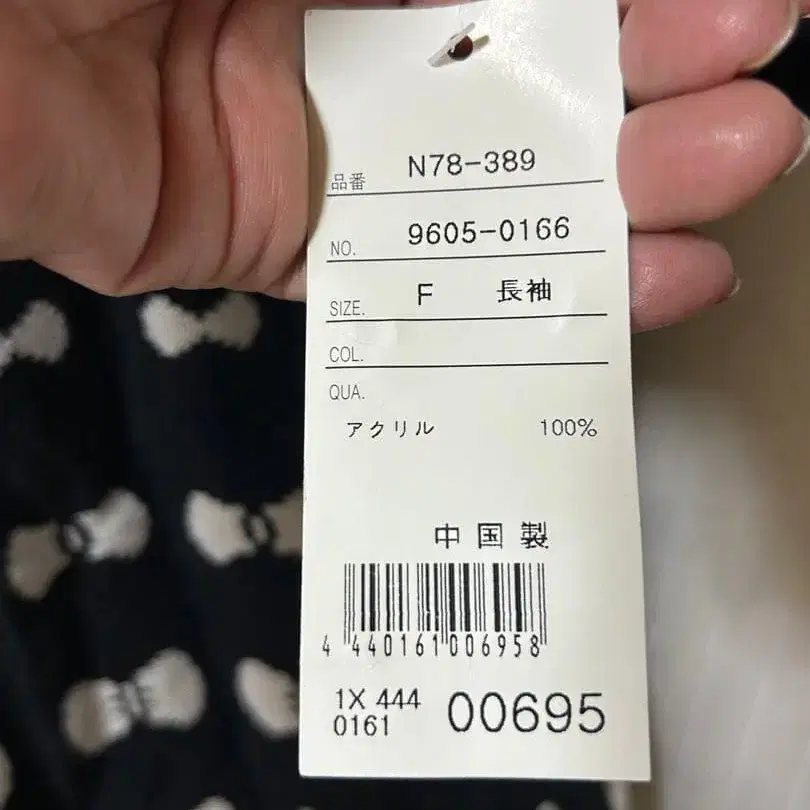 品番 N78-389
NO. 9605-0166
SIZE. F 長袖
COL.
QUA.
アクリル 100%
中国製
4 440161 006958
1X 444
0161 00695